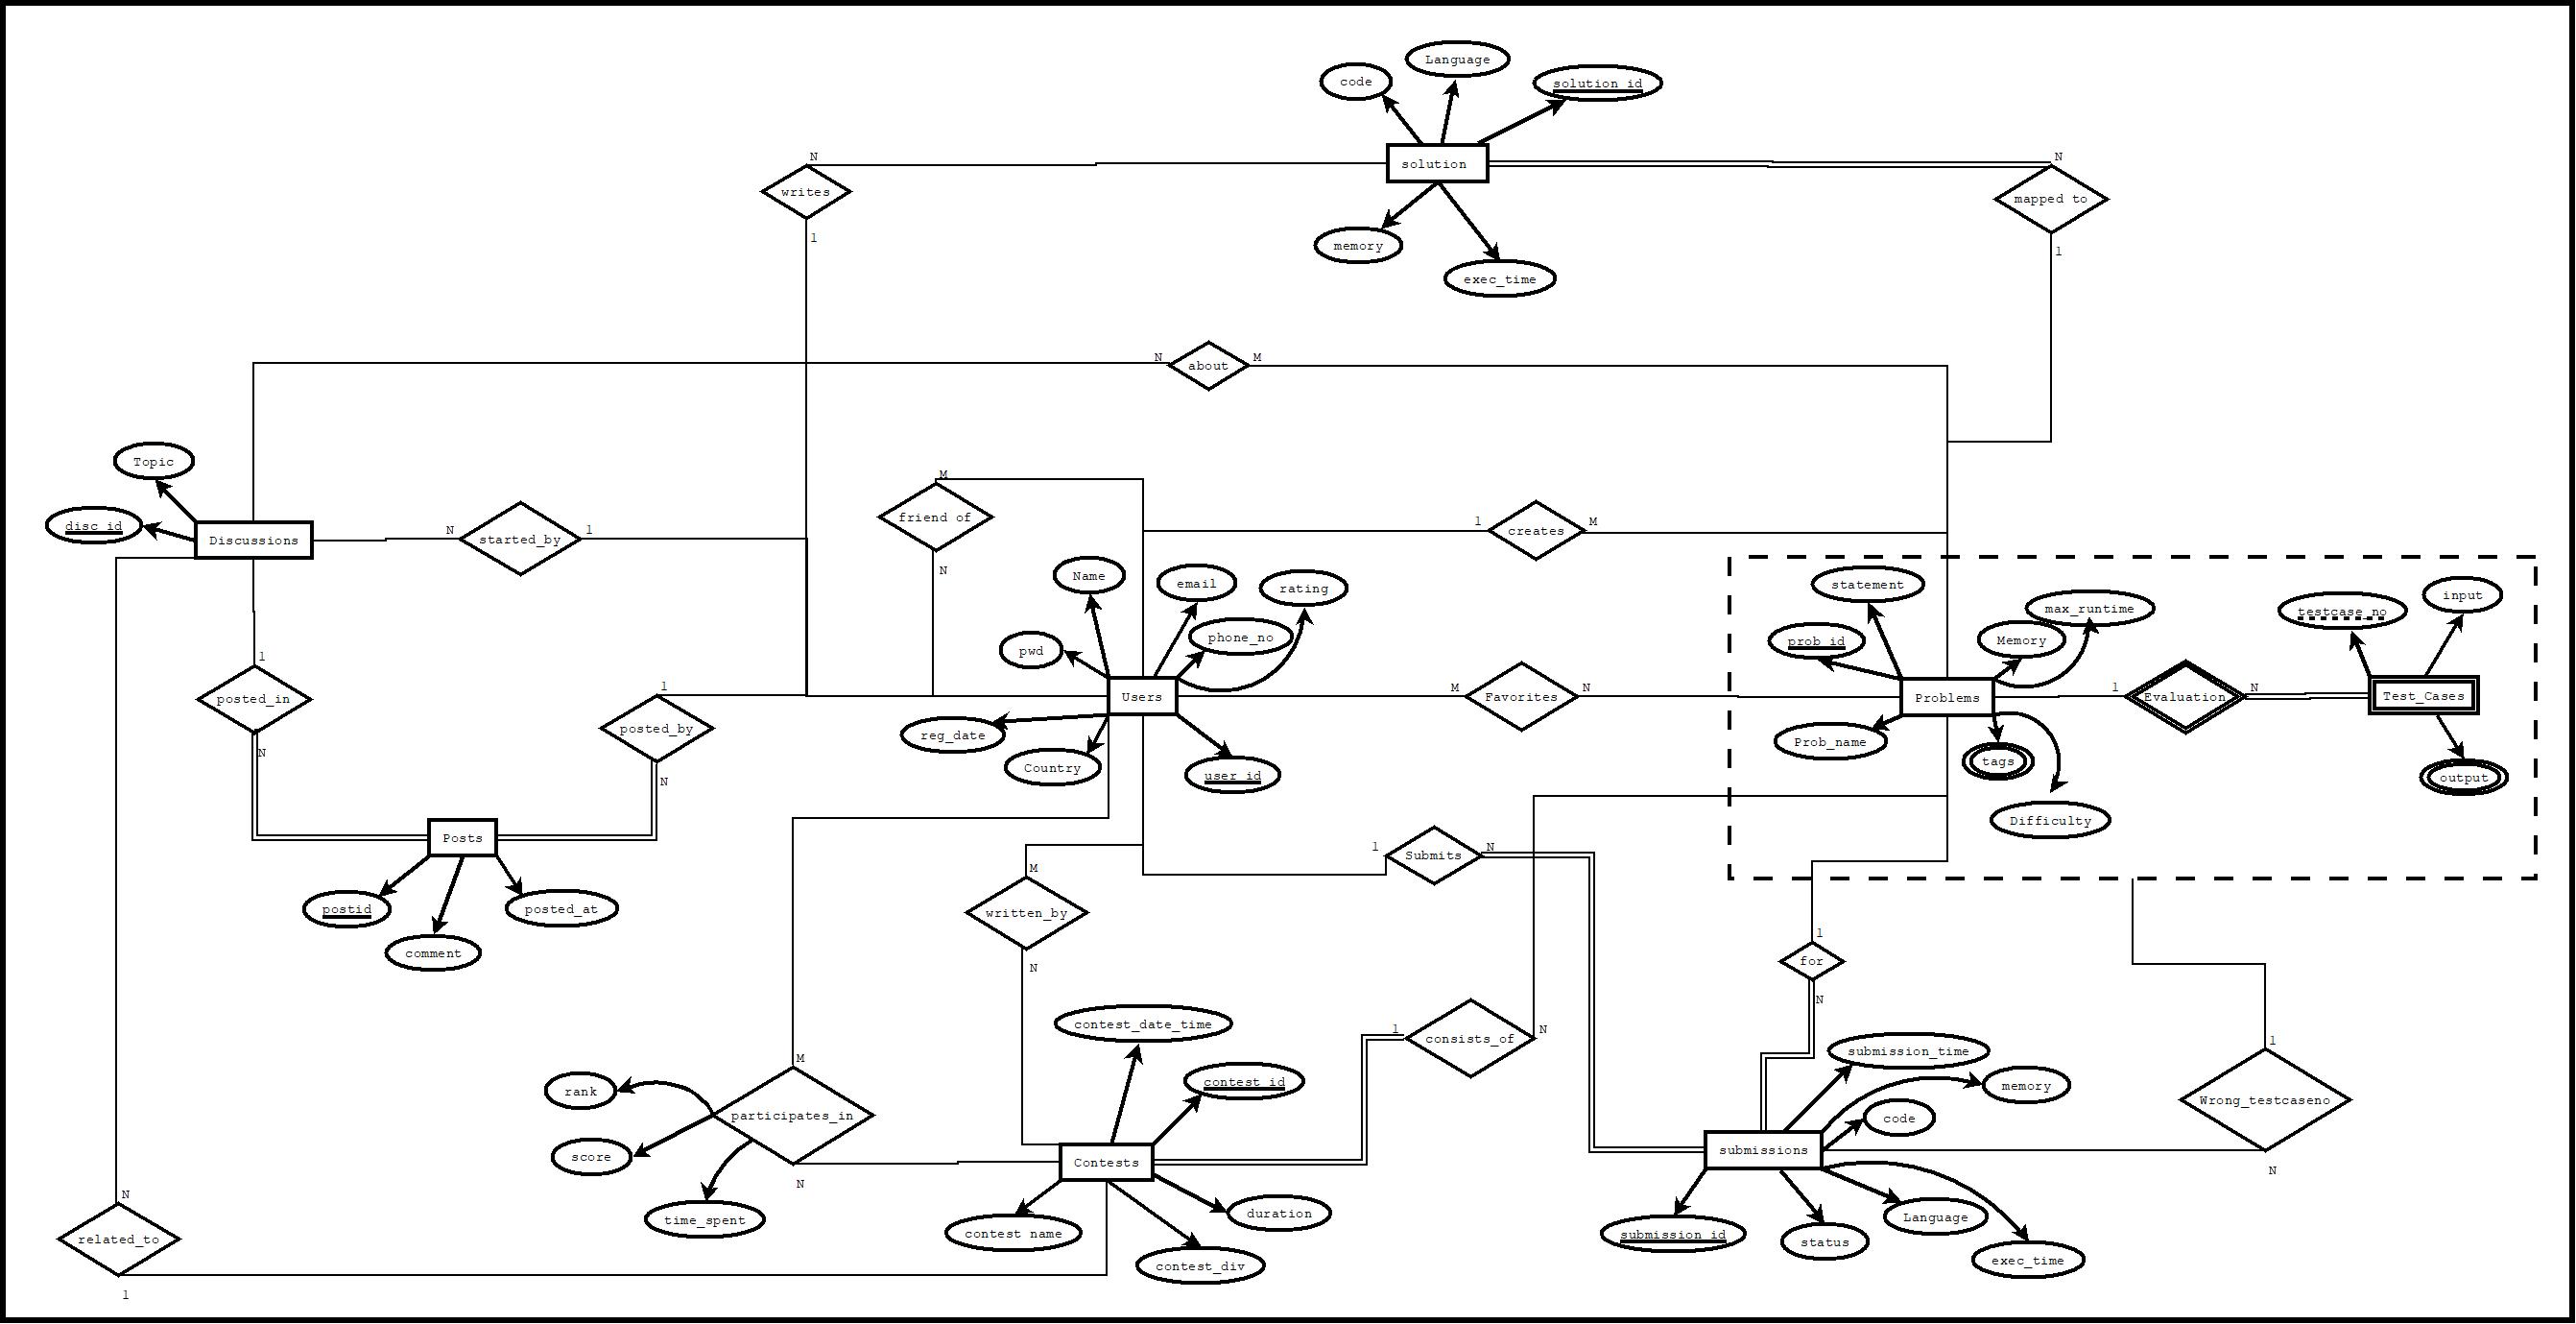 Language
code
solution_id
N
N
solution
writes
mapped to
1
memory
1
exec_time
N
M
about
Topic
M
friend of
disc_id
N
1
1
M
started_by
Discussions
creates
N
Name
email
rating
statement
max_runtime
input
testcase_no
pwd
phone_no
prob_id
Memory
1
1
posted_in
M
N
1
N
Users
Favorites
Problems
Evaluation
Test_Cases
posted_by
reg_date
Prob_name
N
Country
user_id
tags
output
N
Difficulty
Posts
1
N
Submits
M
postid
posted_at
written_by
1
comment
for
N
N
contest_date_time
1
N
consists_of
1
M
submission_time
rank
contest_id
memory
participates_in
code
Wrong_testcaseno
score
Contests
submissions
N
N
N
time_spent
duration
Language
related_to
contest name
submission_id
status
contest_div
exec_time
1